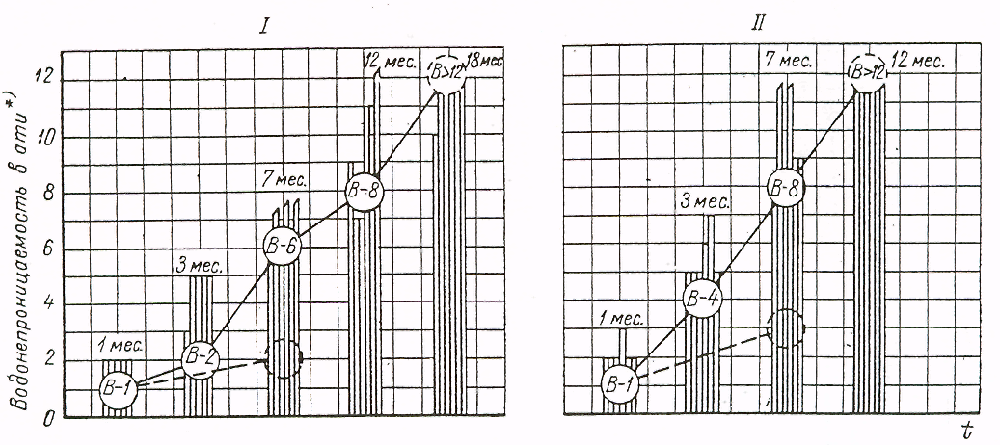 I
II
Водонепроницаемость в ати*)
12
10
8
6
4
2
0
1 мес.
В-1
3 мес.
В-2
7 мес.
В-6
12 мес.
В-8
18 мес
В>12
1 мес.
В-1
3 мес.
В-4
7 мес.
В-8
12 мес.
В>12
t